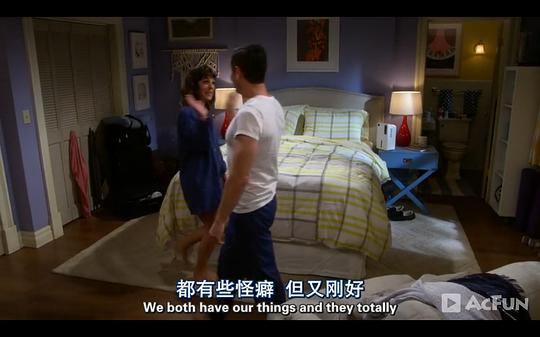 都有些怪癖 但又刚好
We both have our things and they totally
AcFun